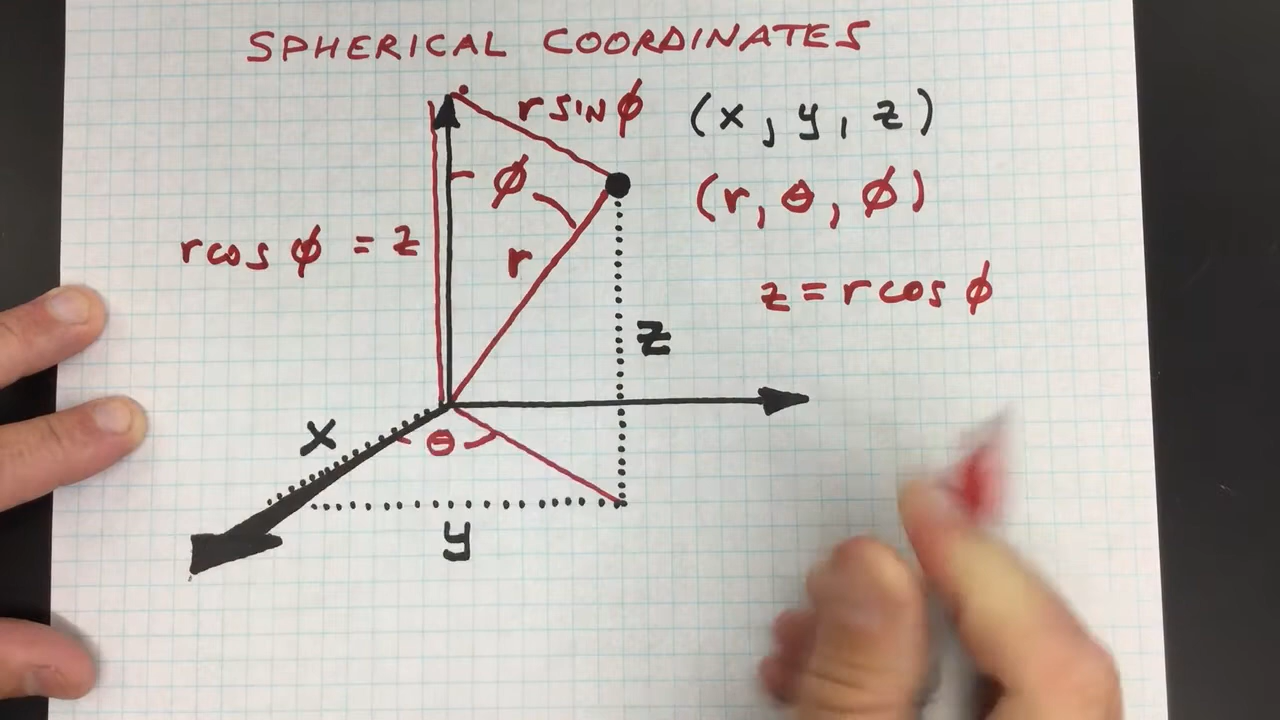 SPHERICAL COORDINATES
r sin ϕ
(x, y, z)
ϕ
(r, θ, ϕ)
r cos ϕ = z
r
z = r cos ϕ
z
x
θ
y